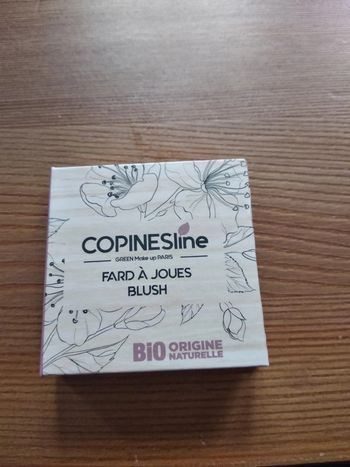 COPINESline
GREEN Make up PARIS
FARD À JOUES
BLUSH
BiO ORIGINE
NATURELLE